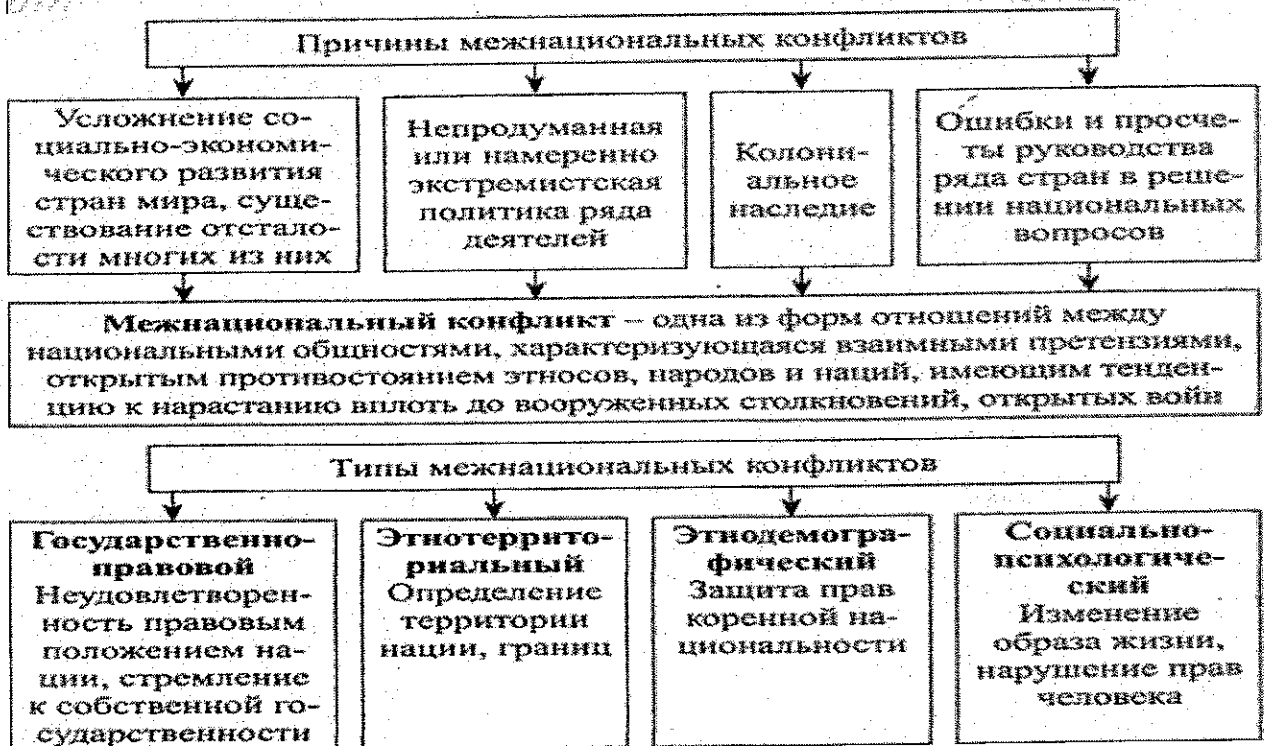 Причины межнациональных конфликтов
Усложнение со-
циально-экономи-
ческого развития
стран мира, суще-
ствование отстало-
сти многих из них
Непродуманная
или намеренно
экстремистская
политика ряда
деятелей
Колони-
альное
наследие
Ошибки и просче-
ты руководства
ряда стран в реше-
нии национальных
вопросов
Межнациональный конфликт – одна из форм отношений между
национальными общностями, характеризующаяся взаимными претензиями,
открытым противостоянием этносов, народов и наций, имеющим тенден-
цию к нарастанию вплоть до вооруженных столкновений, открытых войн
Типы межнациональных конфликтов
Государственно-
правовой
Неудовлетворен-
ность правовым
положением на-
ции, стремление
к собственной го-
сударственности
Этнотеррито-
риальный
Определение
территории
нации, границ
Этнодемогра-
фический
Защита прав
коренной на-
циональности
Социально-
психологиче-
ский
Изменение
образа жизни,
нарушение прав
человека